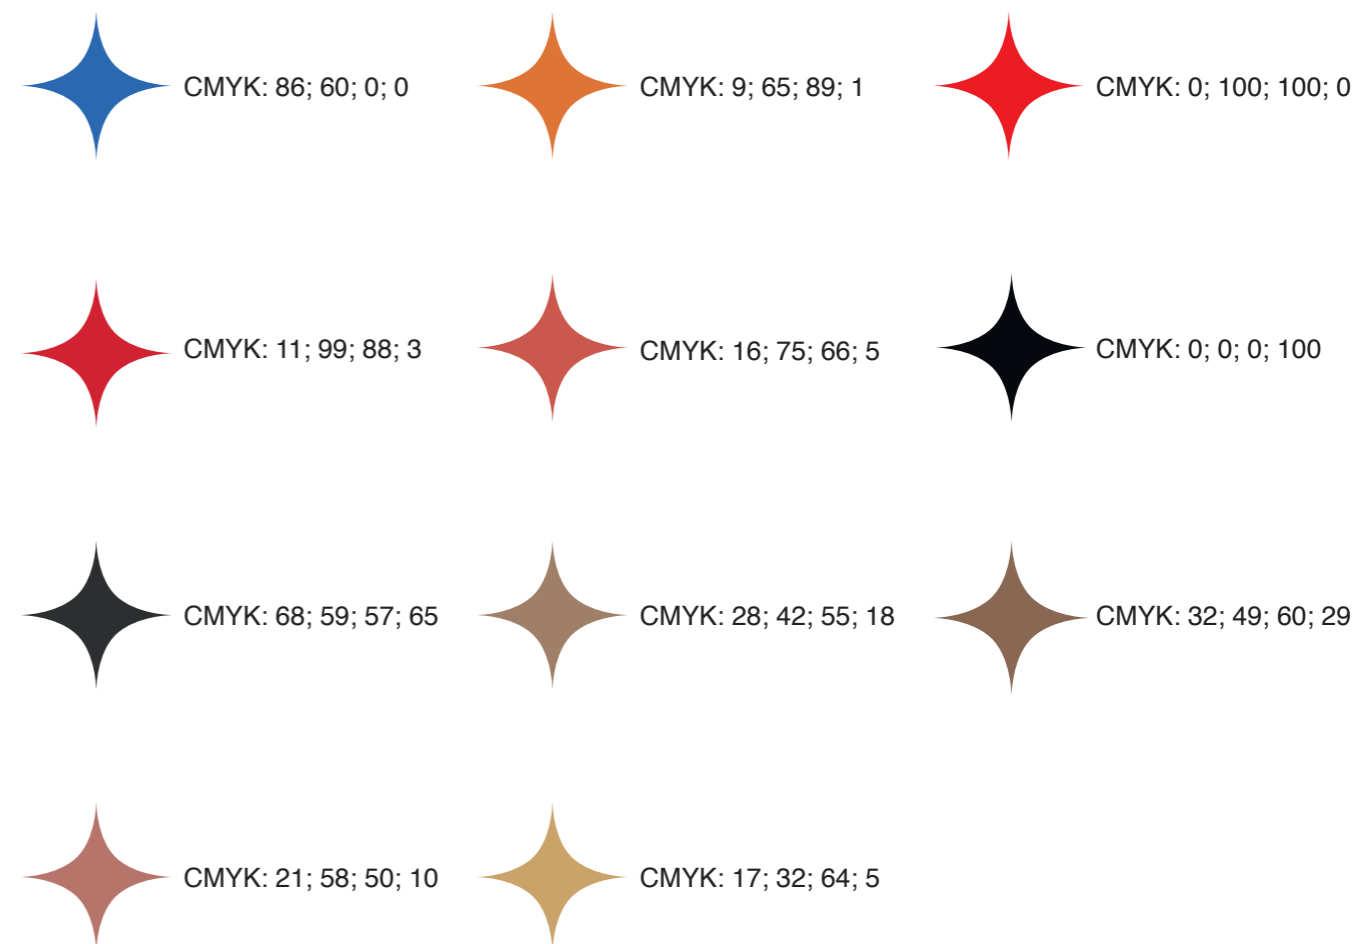 CMYK: 86; 60; 0; 0
CMYK: 9; 65; 89; 1
CMYK: 0; 100; 100; 0
CMYK: 11; 99; 88; 3
CMYK: 16; 75; 66; 5
CMYK: 0; 0; 0; 100
CMYK: 68; 59; 57; 65
CMYK: 28; 42; 55; 18
CMYK: 32; 49; 60; 29
CMYK: 21; 58; 50; 10
CMYK: 17; 32; 64; 5